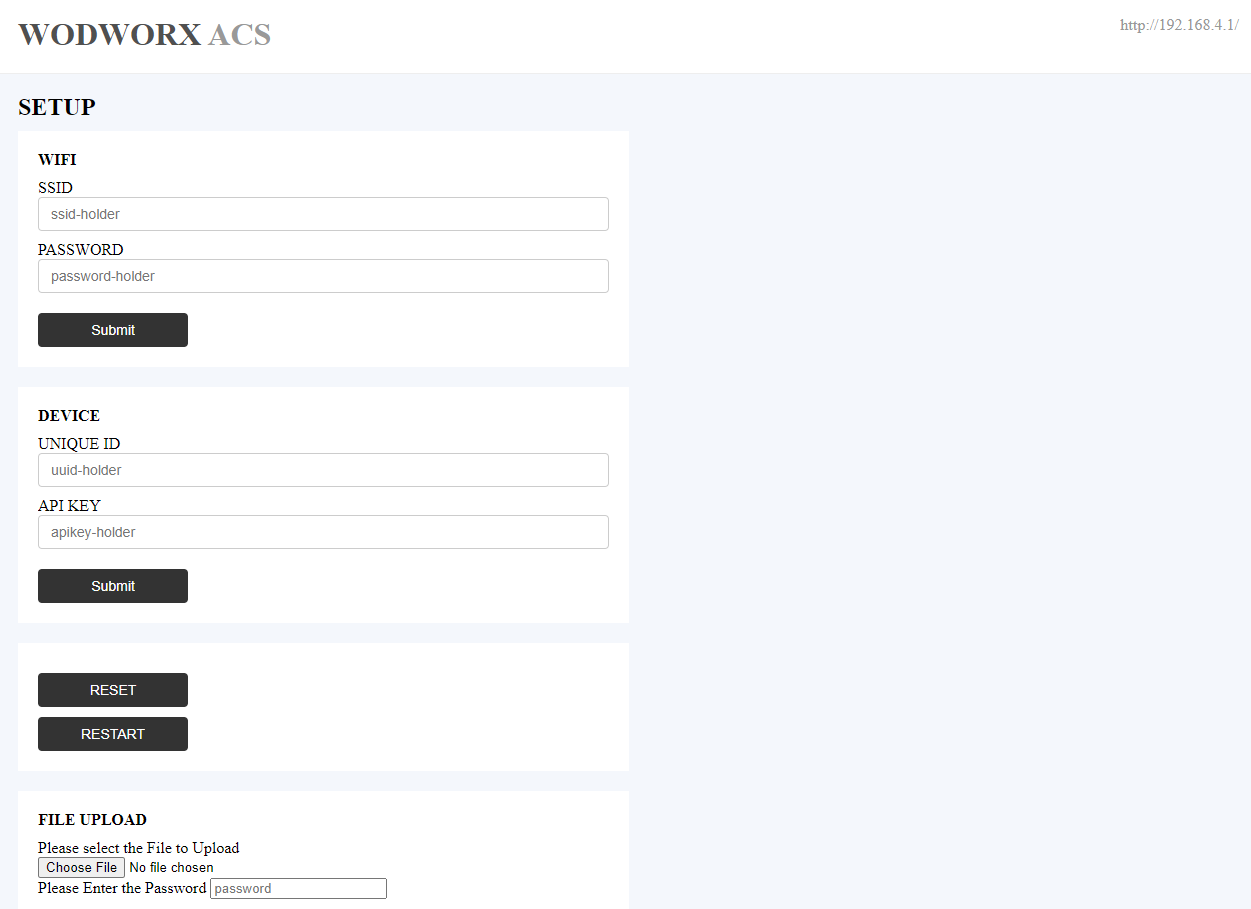 WODWORX ACS
http://192.168.4.1/
SETUP
WIFI
SSID
ssid-holder
PASSWORD
password-holder
Submit
DEVICE
UNIQUE ID
uuid-holder
API KEY
apikey-holder
Submit
RESET
RESTART
FILE UPLOAD
Please select the File to Upload
Choose File No file chosen
Please Enter the Password password